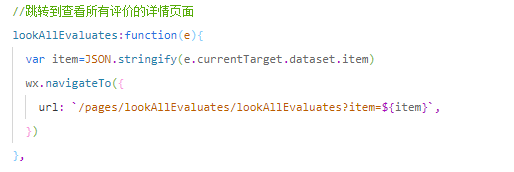 //跳转到查看所有评价的详情页面
lookAllEvaluates:function(e){
var item=JSON.stringify(e.currentTarget.dataset.item)
wx.navigateTo({
url: `/pages/lookAllEvaluates/lookAllEvaluates?item=${item}`,
})
},